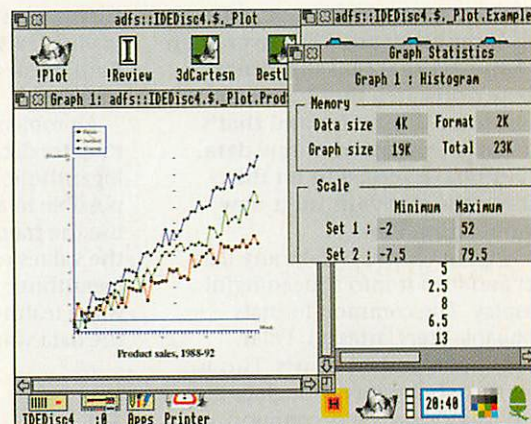 adfs::IDEDisc4.$._Plot
adfs::IDEDisc4.$._Plot.Example
!Plot
!Review
3dCartesn
BestL
Graph Statistics
Graph 1 : Histogram
Memory
Data size 4K Format 2K
Graph size 19K Total 23K
Scale
Minimum Maximum
Set 1 : -2 52
Set 2 : -7.5 79.5
Graph 1: adfs::IDEDisc4.$._Plot.Prod
Product sales, 1988-92
5
2.5
8
6.5
13
IDEDisc4 :0 Apps Printer
20:40